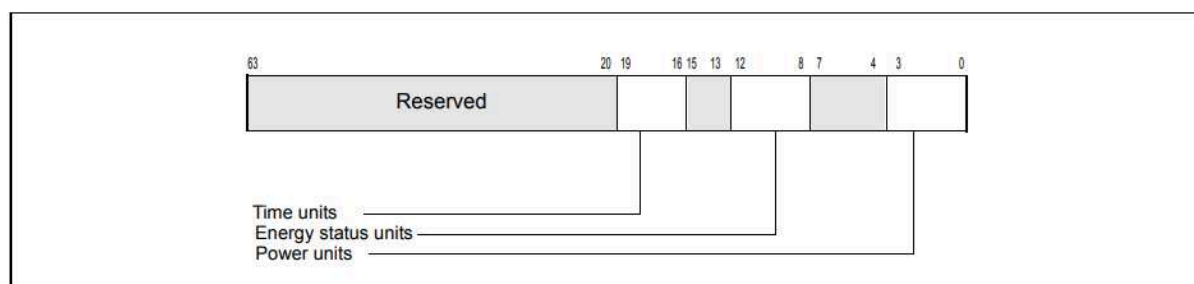 63 20 19 16 15 13 12 8 7 4 3 0
Reserved
Time units
Energy status units
Power units